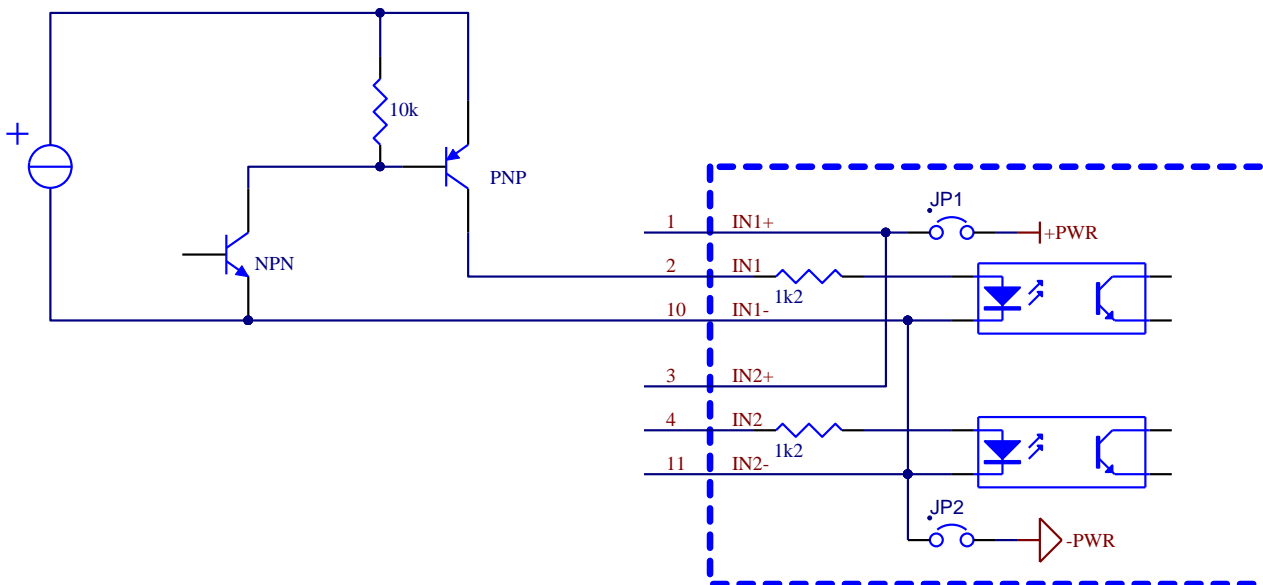 10k
+
PNP
NPN
JP1
1 IN1+
+PWR
2 IN1
1k2
10 IN1-
3 IN2+
4 IN2
1k2
11 IN2-
JP2
-PWR